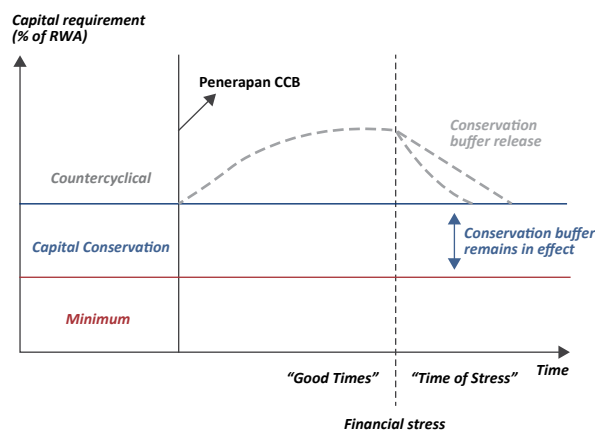 Capital requirement
(% of RWA)
Penerapan CCB
Conservation
buffer release
Countercyclical
Capital Conservation
Conservation buffer
remains in effect
Minimum
“Good Times”
“Time of Stress”
Time
Financial stress